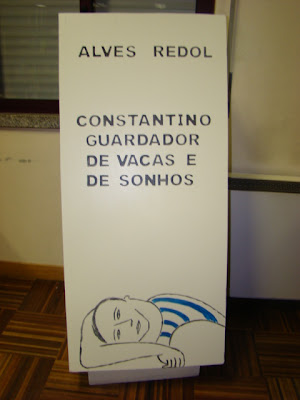 ALVES REDOL
CONSTANTINO
GUARDADOR
DE VACAS E
DE SONHOS